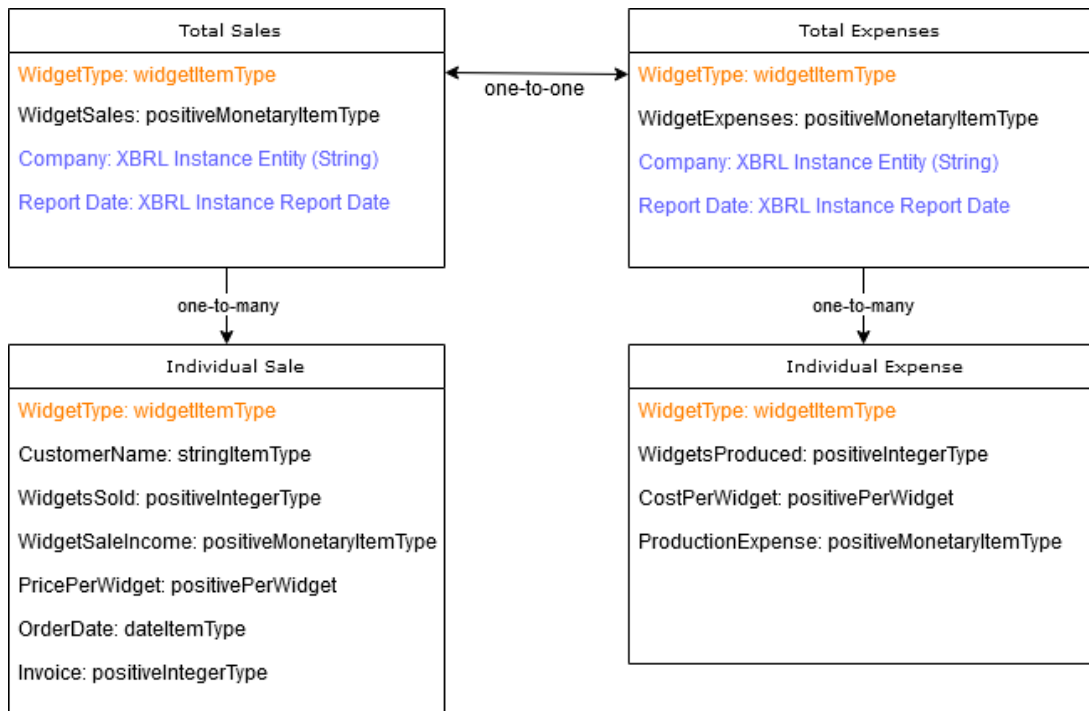 Total Sales
WidgetType: widgetItemType
WidgetSales: positiveMonetaryItemType
Company: XBRL Instance Entity (String)
Report Date: XBRL Instance Report Date
one-to-one
Total Expenses
WidgetType: widgetItemType
WidgetExpenses: positiveMonetaryItemType
Company: XBRL Instance Entity (String)
Report Date: XBRL Instance Report Date
one-to-many
one-to-many
Individual Sale
WidgetType: widgetItemType
CustomerName: stringItemType
WidgetsSold: positiveIntegerType
WidgetSaleIncome: positiveMonetaryItemType
PricePerWidget: positivePerWidget
OrderDate: dateItemType
Invoice: positiveIntegerType
Individual Expense
WidgetType: widgetItemType
WidgetsProduced: positiveIntegerType
CostPerWidget: positivePerWidget
ProductionExpense: positiveMonetaryItemType